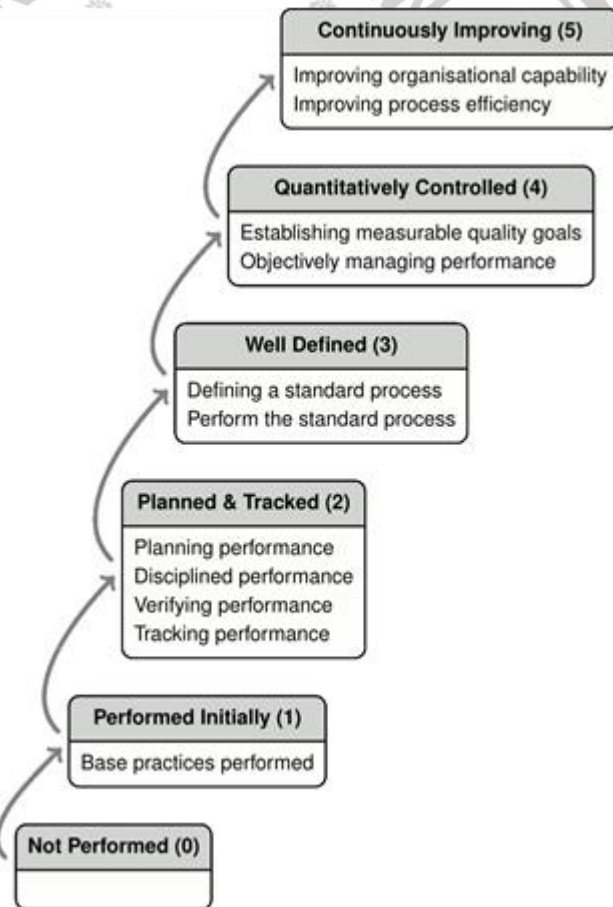 Continuously Improving (5)
Improving organisational capability
Improving process efficiency
Quantitatively Controlled (4)
Establishing measurable quality goals
Objectively managing performance
Well Defined (3)
Defining a standard process
Perform the standard process
Planned & Tracked (2)
Planning performance
Disciplined performance
Verifying performance
Tracking performance
Performed Initially (1)
Base practices performed
Not Performed (0)